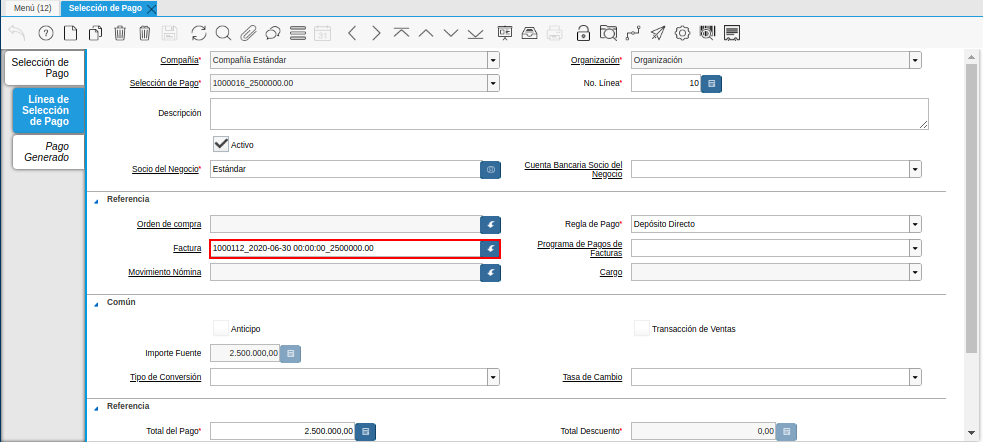 Menú (12)
Selección de Pago
31
Selección de
Pago
Línea de
Selección
de Pago
Pago
Generado
Compañía*
Compañía Estándar
Organización*
Organización
Selección de Pago*
1000016_2500000.00
No. Línea*
10
Descripción
Activo
Socio del Negocio*
Estándar
Cuenta Bancaria Socio del
Negocio
Referencia
Orden de compra
Regla de Pago*
Depósito Directo
Factura
1000112_2020-06-30 00:00:00_2500000.00
Programa de Pagos de
Facturas
Movimiento Nómina
Cargo
Común
Anticipo
Transacción de Ventas
Importe Fuente
2.500.000,00
Tipo de Conversión
Tasa de Cambio
Referencia
Total del Pago*
2.500.000,00
Total Descuento*
0,00